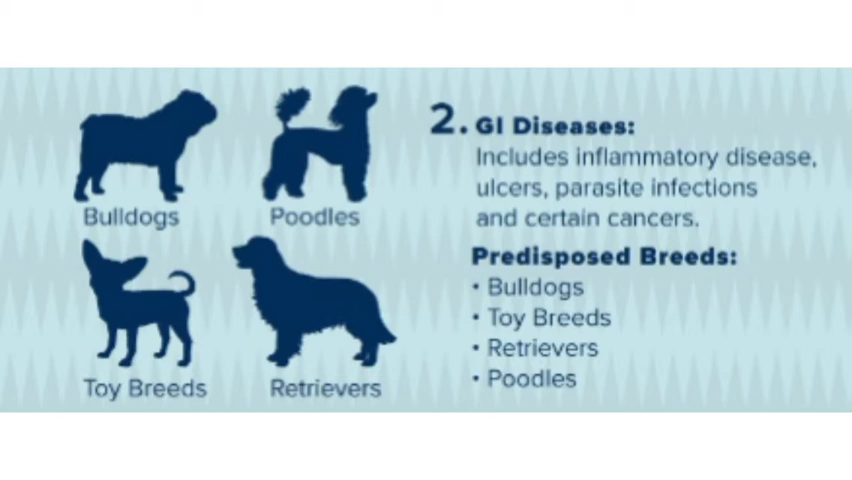 Bulldogs
Poodles
Toy Breeds
Retrievers
2. GI Diseases:
Includes inflammatory disease,
ulcers, parasite infections
and certain cancers.
Predisposed Breeds:
• Bulldogs
• Toy Breeds
• Retrievers
• Poodles